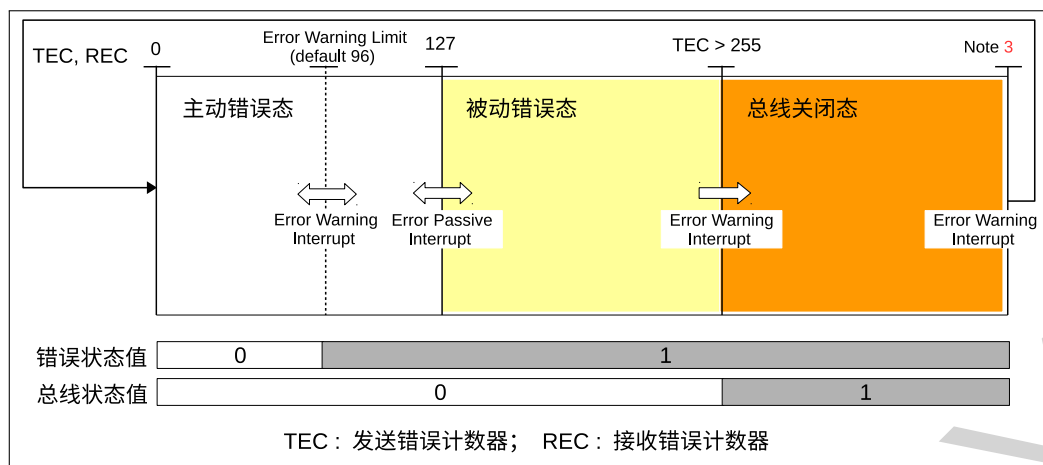 TEC, REC
0
Error Warning Limit
(default 96)
127
TEC > 255
Note 3
主动错误态
被动错误态
总线关闭态
Error Warning
Interrupt
Error Passive
Interrupt
Error Warning
Interrupt
Error Warning
Interrupt
错误状态值
0
1
总线状态值
0
1
TEC : 发送错误计数器； REC : 接收错误计数器